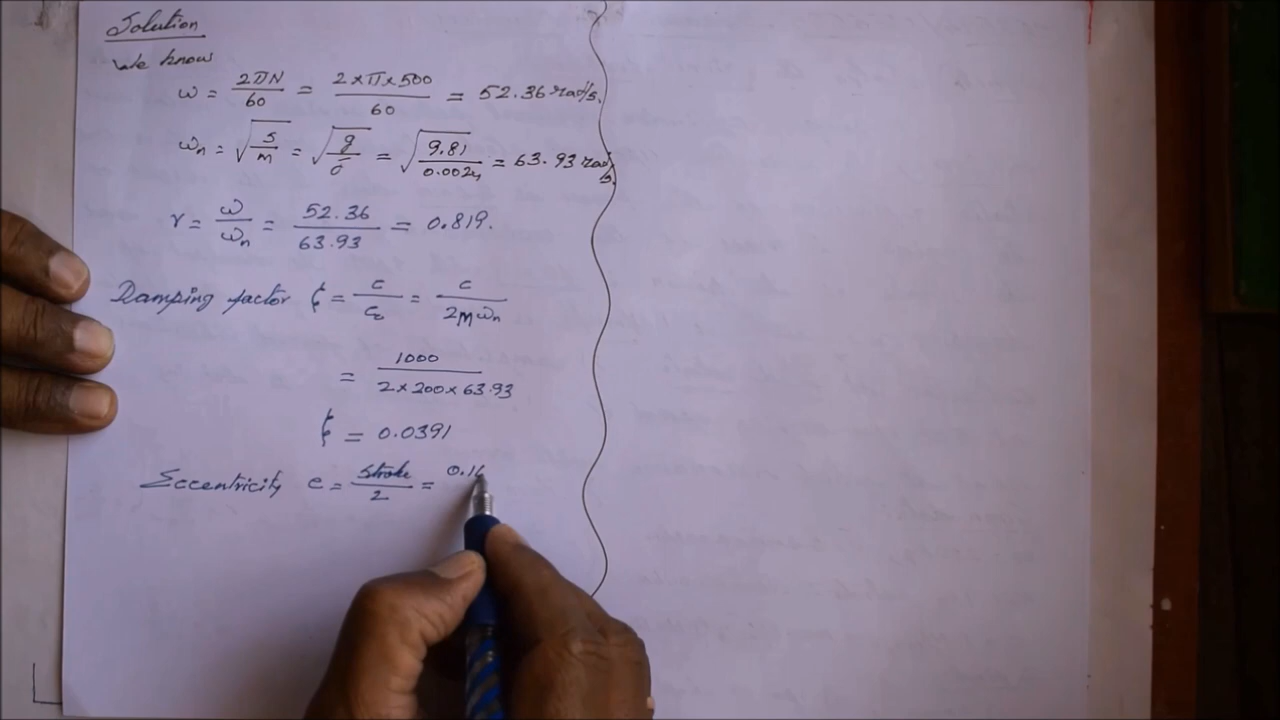 Solution
We know
ω = 2πN/60 = 2×π×500/60 = 52.36 rad/s.
ωn = √(s/m) = √(g/δ) = √(9.81/0.0024) = 63.93 rad/s.
r = ω/ωn = 52.36/63.93 = 0.819.
Damping factor ξ = c/cc = c/2mωn
= 1000/2×200×63.93
ξ = 0.0391
Eccentricity e = stroke/2 = 0.16